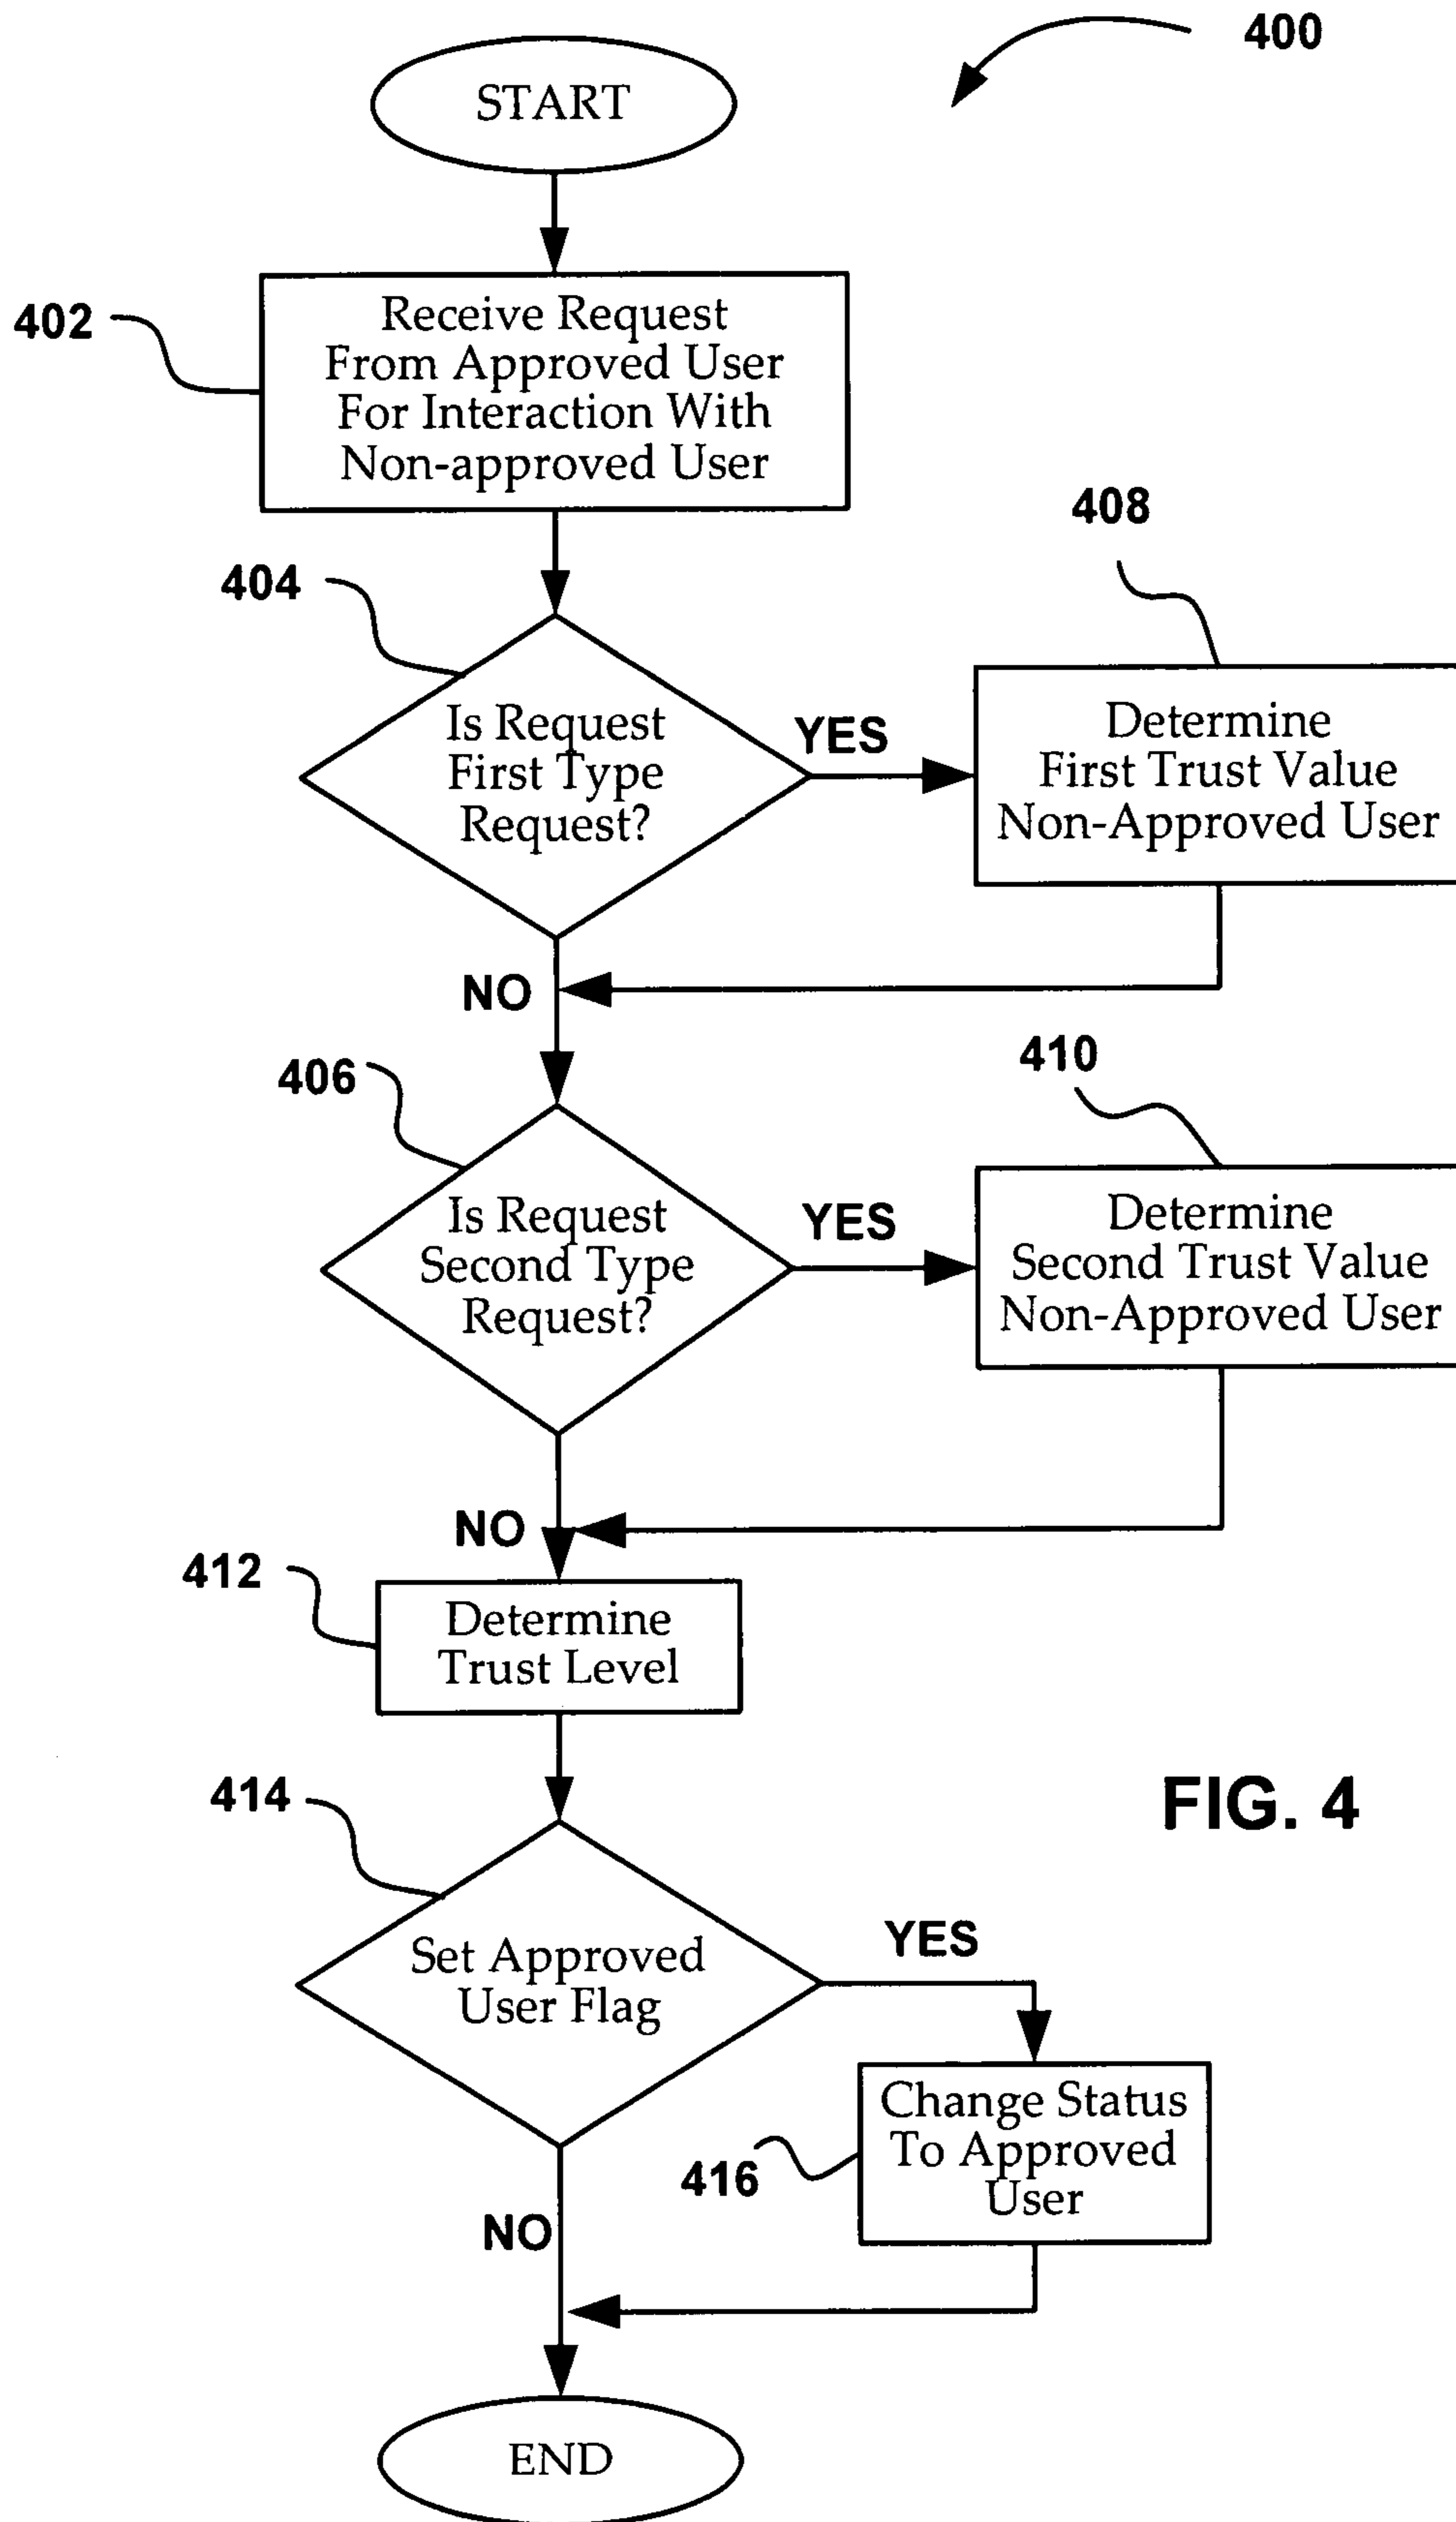 400
START
402
Receive Request
From Approved User
For Interaction With
Non-approved User
408
404
Is Request
First Type
Request?
YES
Determine
First Trust Value
Non-Approved User
NO
406
410
Is Request
Second Type
Request?
YES
Determine
Second Trust Value
Non-Approved User
NO
412
Determine
Trust Level
414
FIG. 4
Set Approved
User Flag
YES
Change Status
To Approved
User
416
NO
END